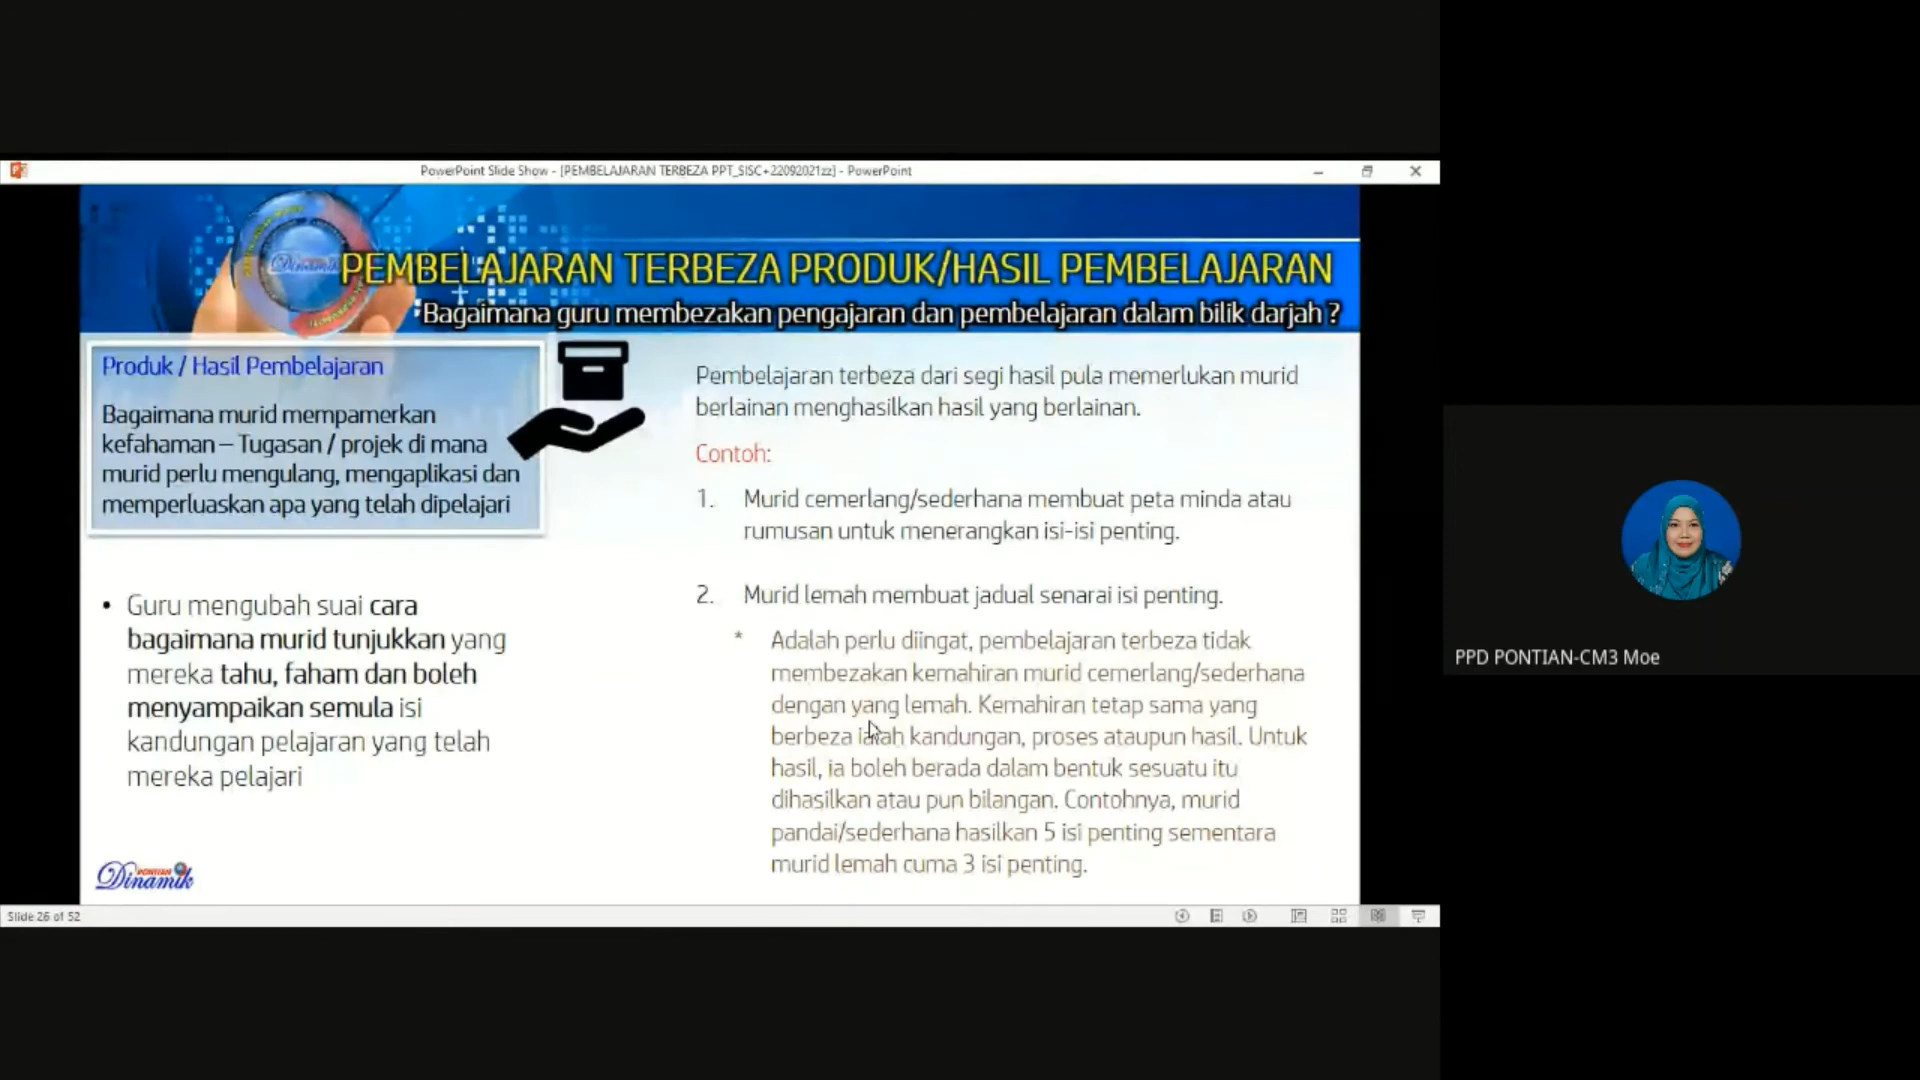 PowerPoint Slide Show - [PEMBELAJARAN TERBEZA PPT_SISC+22092021zz] - PowerPoint
PEMBELAJARAN TERBEZA PRODUK/HASIL PEMBELAJARAN
"Bagaimana guru membezakan pengajaran dan pembelajaran dalam bilik darjah ?
Produk / Hasil Pembelajaran
Bagaimana murid mempamerkan
kefahaman – Tugasan / projek di mana
murid perlu mengulang, mengaplikasi dan
memperluaskan apa yang telah dipelajari
• Guru mengubah suai cara
bagaimana murid tunjukkan yang
mereka tahu, faham dan boleh
menyampaikan semula isi
kandungan pelajaran yang telah
mereka pelajari
Pembelajaran terbeza dari segi hasil pula memerlukan murid
berlainan menghasilkan hasil yang berlainan.
Contoh:
1. Murid cemerlang/sederhana membuat peta minda atau
rumusan untuk menerangkan isi-isi penting.
2. Murid lemah membuat jadual senarai isi penting.
* Adalah perlu diingat, pembelajaran terbeza tidak
membezakan kemahiran murid cemerlang/sederhana
dengan yang lemah. Kemahiran tetap sama yang
berbeza ialah kandungan, proses ataupun hasil. Untuk
hasil, ia boleh berada dalam bentuk sesuatu itu
dihasilkan atau pun bilangan. Contohnya, murid
pandai/sederhana hasilkan 5 isi penting sementara
murid lemah cuma 3 isi penting.
PONTIAN
Dinamik
Slide 26 of 52
PPD PONTIAN-CM3 Moe